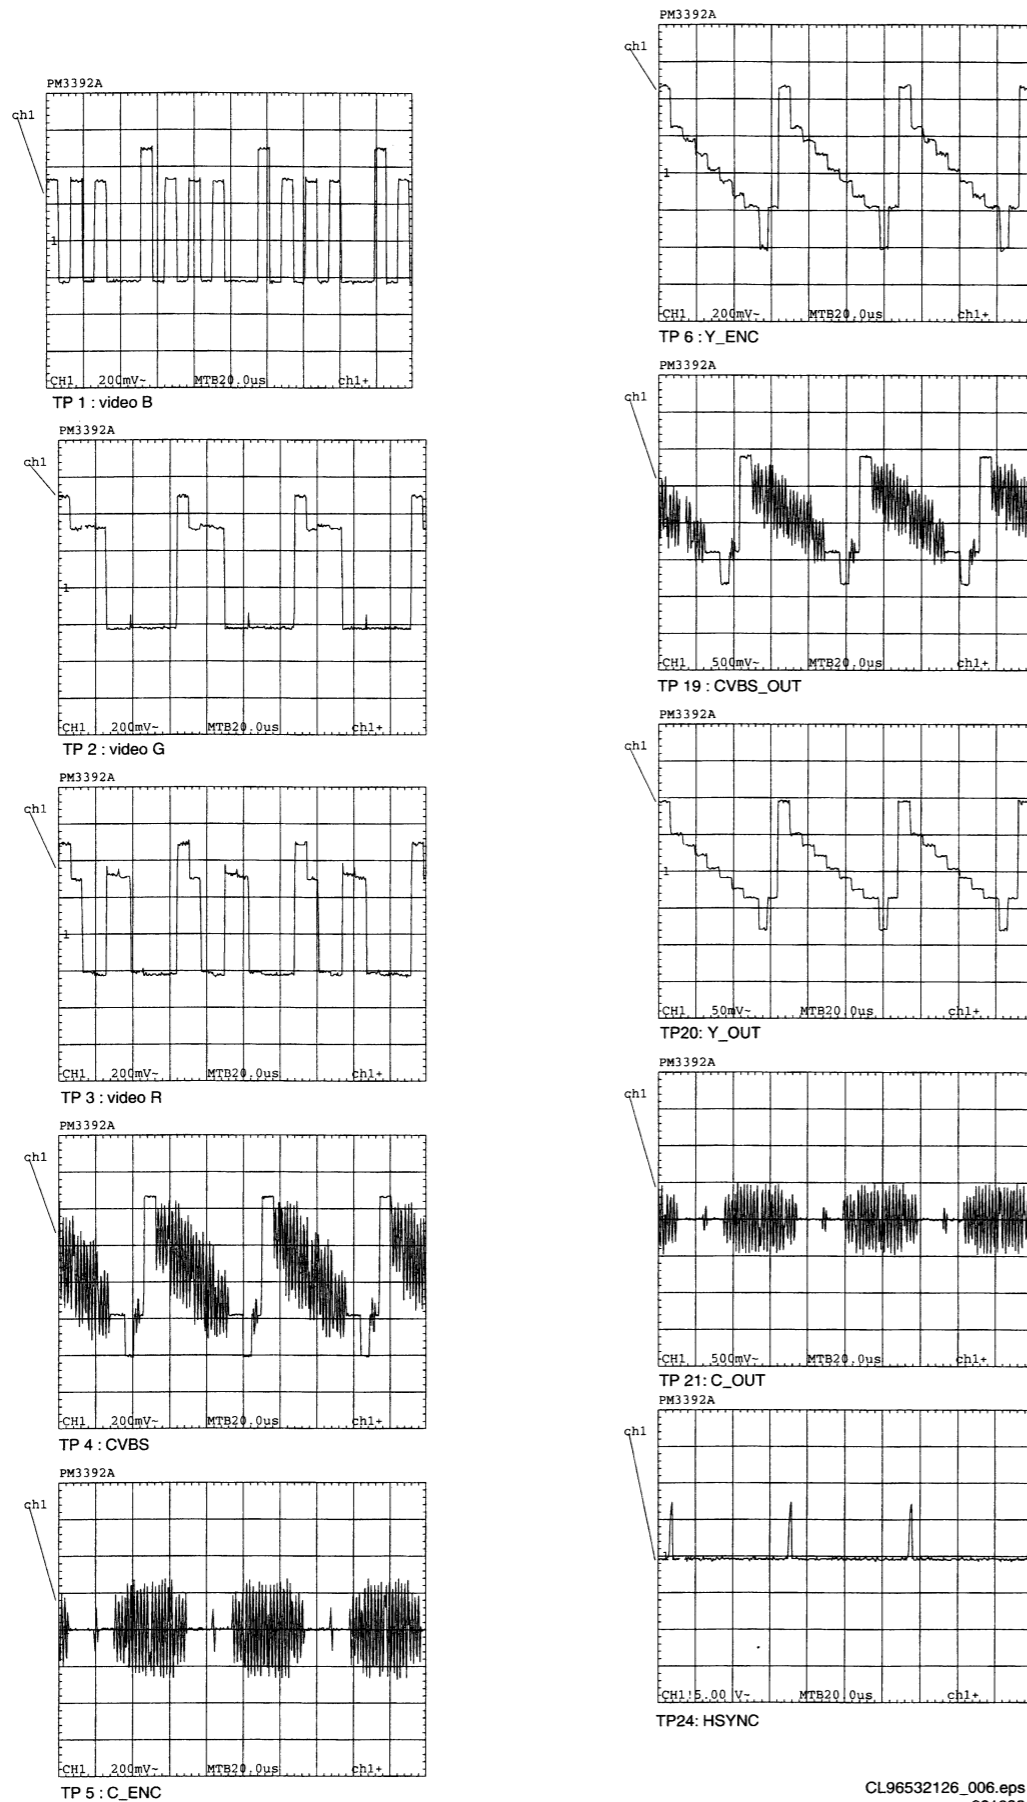 PM3392A
ch1
1
CH1 200mV~ MTB20.0us ch1+
TP 1 : video B
PM3392A
ch1
1
CH1 200mV~ MTB20.0us ch1+
TP 2 : video G
PM3392A
ch1
1
CH1 200mV~ MTB20.0us ch1+
TP 3 : video R
PM3392A
ch1
CH1 200mV~ MTB20.0us ch1+
TP 4 : CVBS
PM3392A
ch1
CH1 200mV~ MTB20.0us ch1+
TP 5 : C_ENC
PM3392A
ch1
1
CH1 200mV~ MTB20.0us ch1+
TP 6 : Y_ENC
PM3392A
ch1
CH1 500mV~ MTB20.0us ch1+
TP 19 : CVBS_OUT
PM3392A
ch1
1
CH1 50mV~ MTB20.0us ch1+
TP20: Y_OUT
PM3392A
ch1
CH1 500mV~ MTB20.0us ch1+
TP 21: C_OUT
PM3392A
ch1
1
CH1!5.00 V~ MTB20.0us ch1+
TP24: HSYNC
CL96532126_006.eps